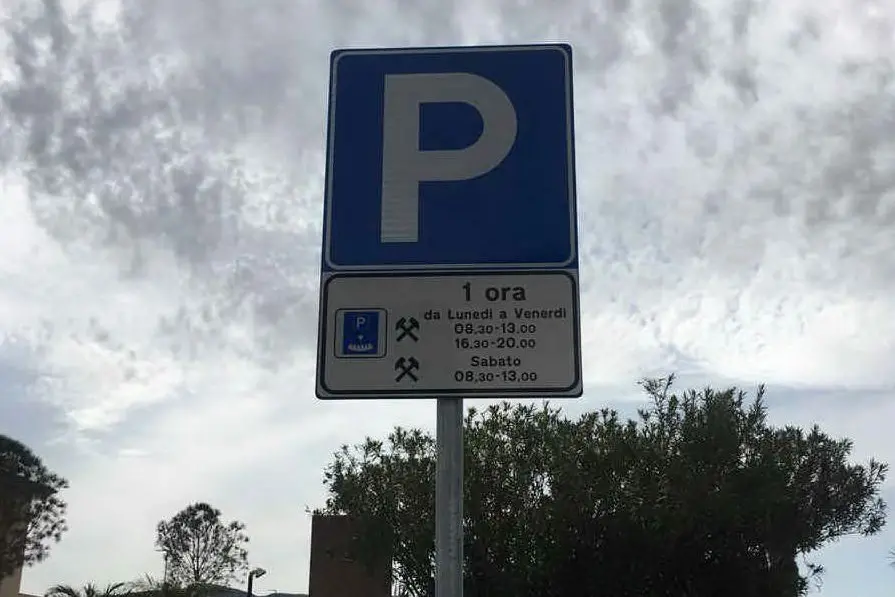 P
1 ora
da Lunedi a Venerdi
08,30-13,00
16,30-20,00
Sabato
08,30-13,00
P